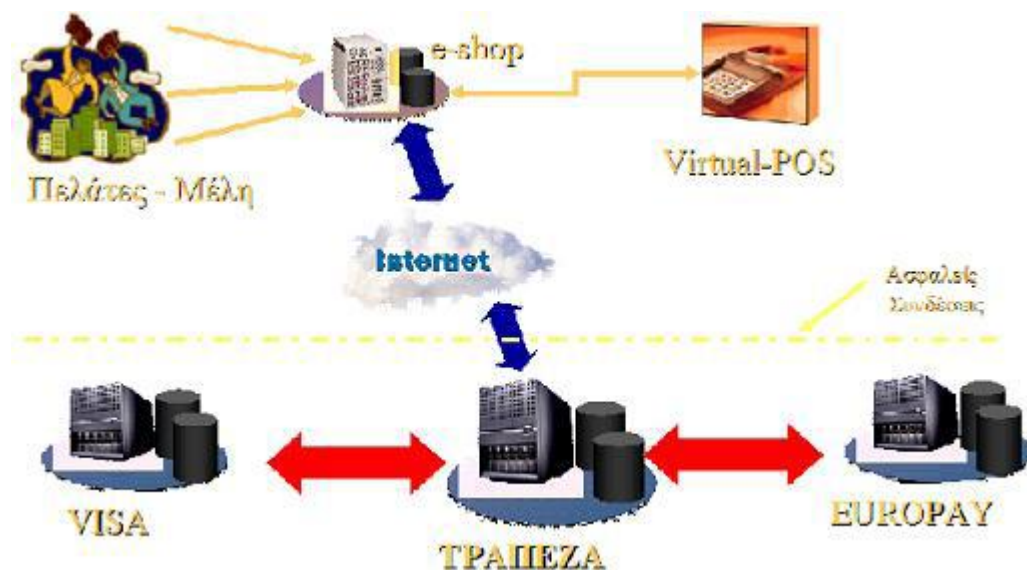 e-shop
Virtual-POS
Πελάτες - Μέλη
Internet
Ασφαλείς
Συνδέσεις
VISA
ΤΡΑΠΕΖΑ
EUROPAY